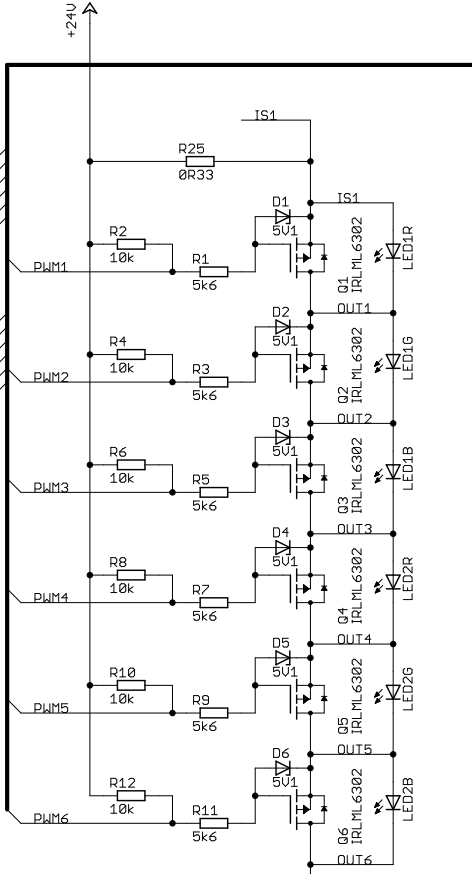 +24V
IS1
R25
0R33
D1
5V1
IS1
R2
10k
R1
5k6
PWM1
Q1
IRLML6302
LED1R
OUT1
D2
5V1
R4
10k
R3
5k6
PWM2
Q2
IRLML6302
LED1G
OUT2
D3
5V1
R6
10k
R5
5k6
PWM3
Q3
IRLML6302
LED1B
OUT3
D4
5V1
R8
10k
R7
5k6
PWM4
Q4
IRLML6302
LED2R
OUT4
D5
5V1
R10
10k
R9
5k6
PWM5
Q5
IRLML6302
LED2G
OUT5
D6
5V1
R12
10k
R11
5k6
PWM6
Q6
IRLML6302
LED2B
OUT6